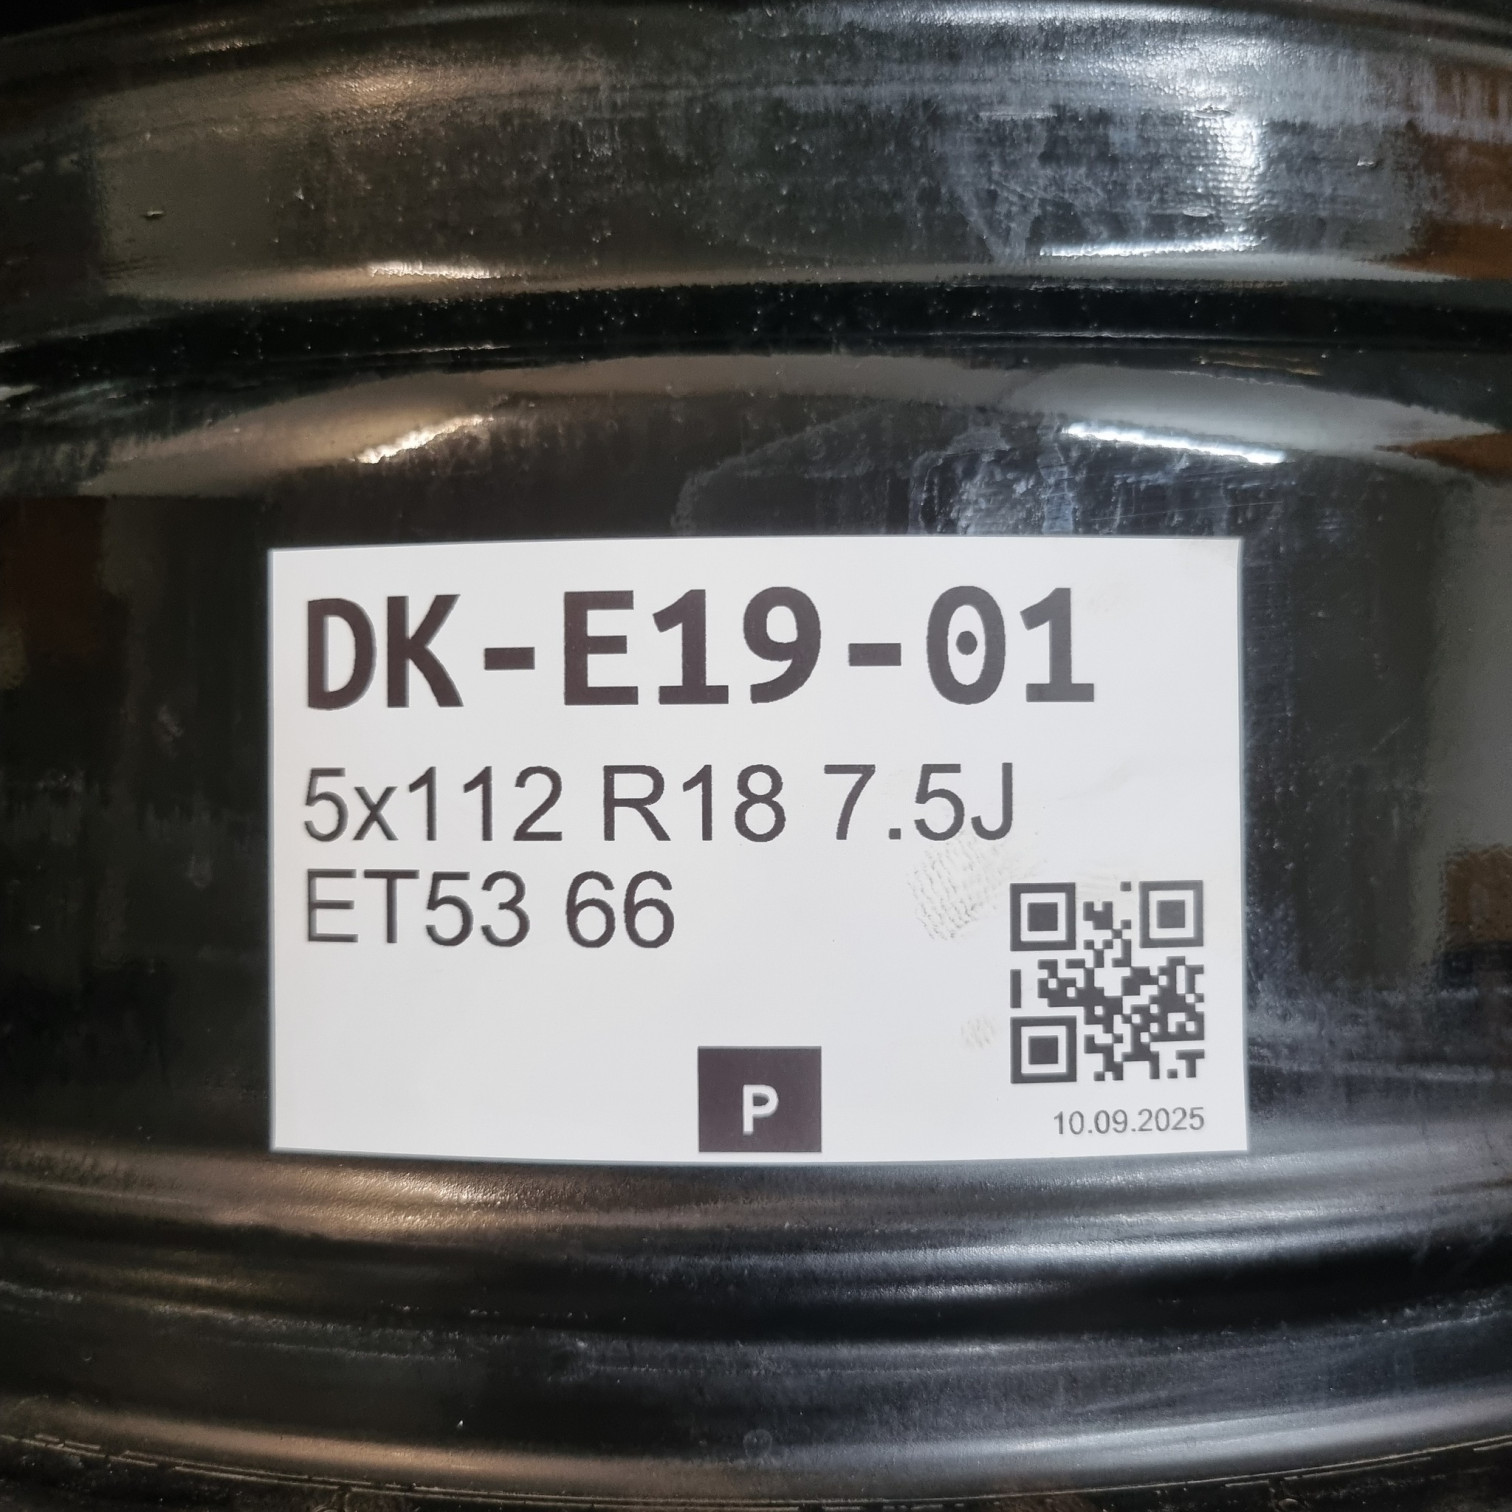 DK-E19-01
5x112 R18 7.5J
ET53 66
P
10.09.2025